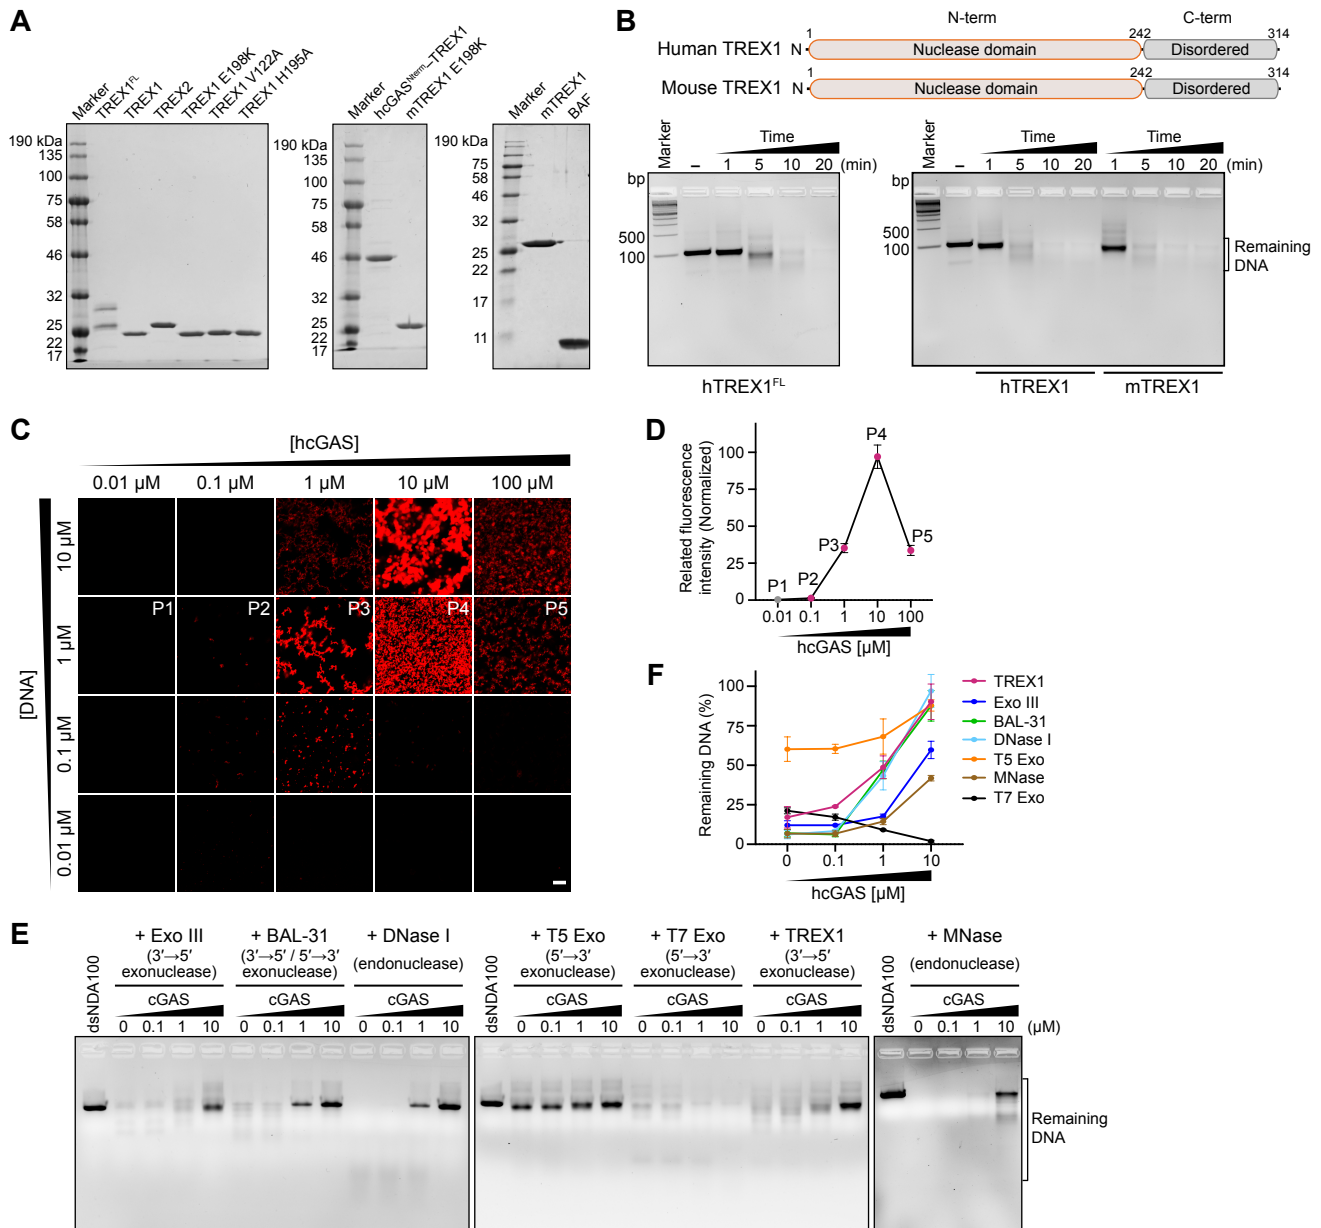 A
Marker
TREX1FL
TREX1
TREX2
TREX1 E198K
TREX1 V122A
TREX1 H195A
190 kDa
135
100
75
58
46
32
25
22
17
Marker
hcGASNterm–TREX1
mTREX1 E198K
190 kDa
135
100
75
58
46
32
25
22
17
Marker
mTREX1
BAF
190 kDa
75
58
46
32
25
22
17
11
B
N-term C-term
1 242 314
Human TREX1 N Nuclease domain Disordered
1 242 314
Mouse TREX1 N Nuclease domain Disordered
Marker
Time
– 1 5 10 20 (min)
bp
500
100
hTREX1FL
Marker
Time Time
– 1 5 10 20 1 5 10 20 (min)
bp
500
100
Remaining
DNA
hTREX1 mTREX1
C
[hcGAS]
0.01 µM 0.1 µM 1 µM 10 µM 100 µM
[DNA]
10 µM
1 µM
0.1 µM
0.01 µM
P1 P2 P3 P4 P5
D
Related fluorescence
intensity (Normalized)
100
75
50
25
0
P1 P2 P3 P4 P5
0.01 0.1 1 10 100
hcGAS [µM]
F
Remaining DNA (%)
100
75
50
25
0
0 0.1 1 10
hcGAS [µM]
TREX1
Exo III
BAL-31
DNase I
T5 Exo
MNase
T7 Exo
E
dsNDA100
+ Exo III
(3′→5′
exonuclease)
cGAS
0 0.1 1 10
+ BAL-31
(3′→5′ / 5′→3′
exonuclease)
cGAS
0 0.1 1 10
+ DNase I
(endonuclease)
cGAS
0 0.1 1 10
dsNDA100
+ T5 Exo
(5′→3′
exonuclease)
cGAS
0 0.1 1 10
+ T7 Exo
(5′→3′
exonuclease)
cGAS
0 0.1 1 10
+ TREX1
(3′→5′
exonuclease)
cGAS
0 0.1 1 10
dsNDA100
+ MNase
(endonuclease)
cGAS
0 0.1 1 10 (µM)
Remaining
DNA